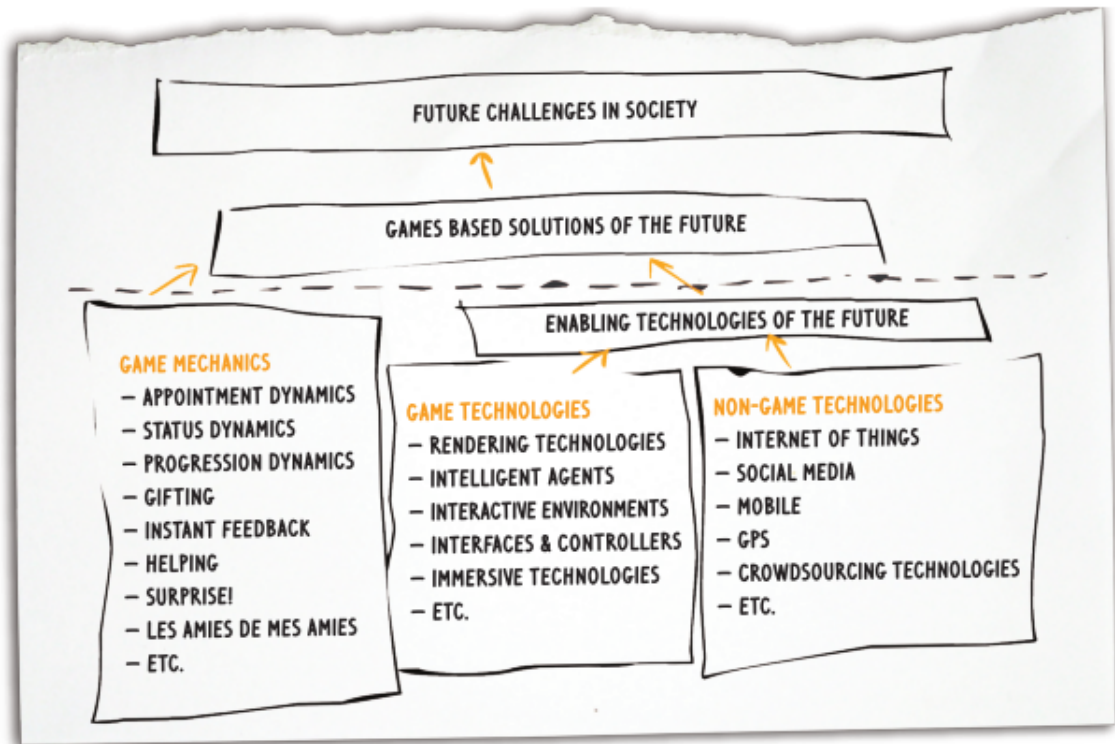 FUTURE CHALLENGES IN SOCIETY
GAMES BASED SOLUTIONS OF THE FUTURE
ENABLING TECHNOLOGIES OF THE FUTURE
GAME MECHANICS
– APPOINTMENT DYNAMICS
– STATUS DYNAMICS
– PROGRESSION DYNAMICS
– GIFTING
– INSTANT FEEDBACK
– HELPING
– SURPRISE!
– LES AMIES DE MES AMIES
– ETC.
GAME TECHNOLOGIES
– RENDERING TECHNOLOGIES
– INTELLIGENT AGENTS
– INTERACTIVE ENVIRONMENTS
– INTERFACES & CONTROLLERS
– IMMERSIVE TECHNOLOGIES
– ETC.
NON-GAME TECHNOLOGIES
– INTERNET OF THINGS
– SOCIAL MEDIA
– MOBILE
– GPS
– CROWDSOURCING TECHNOLOGIES
– ETC.